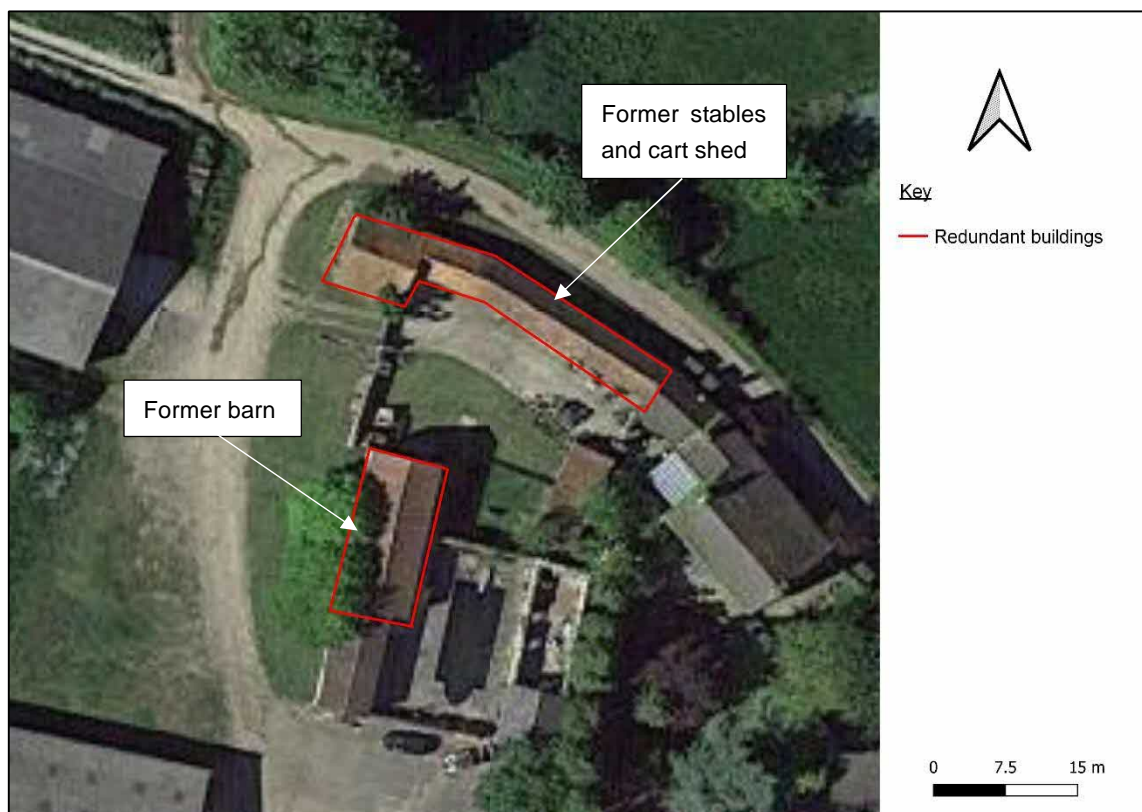 Former stables
and cart shed
Former barn
Key
Redundant buildings
0 7.5 15 m